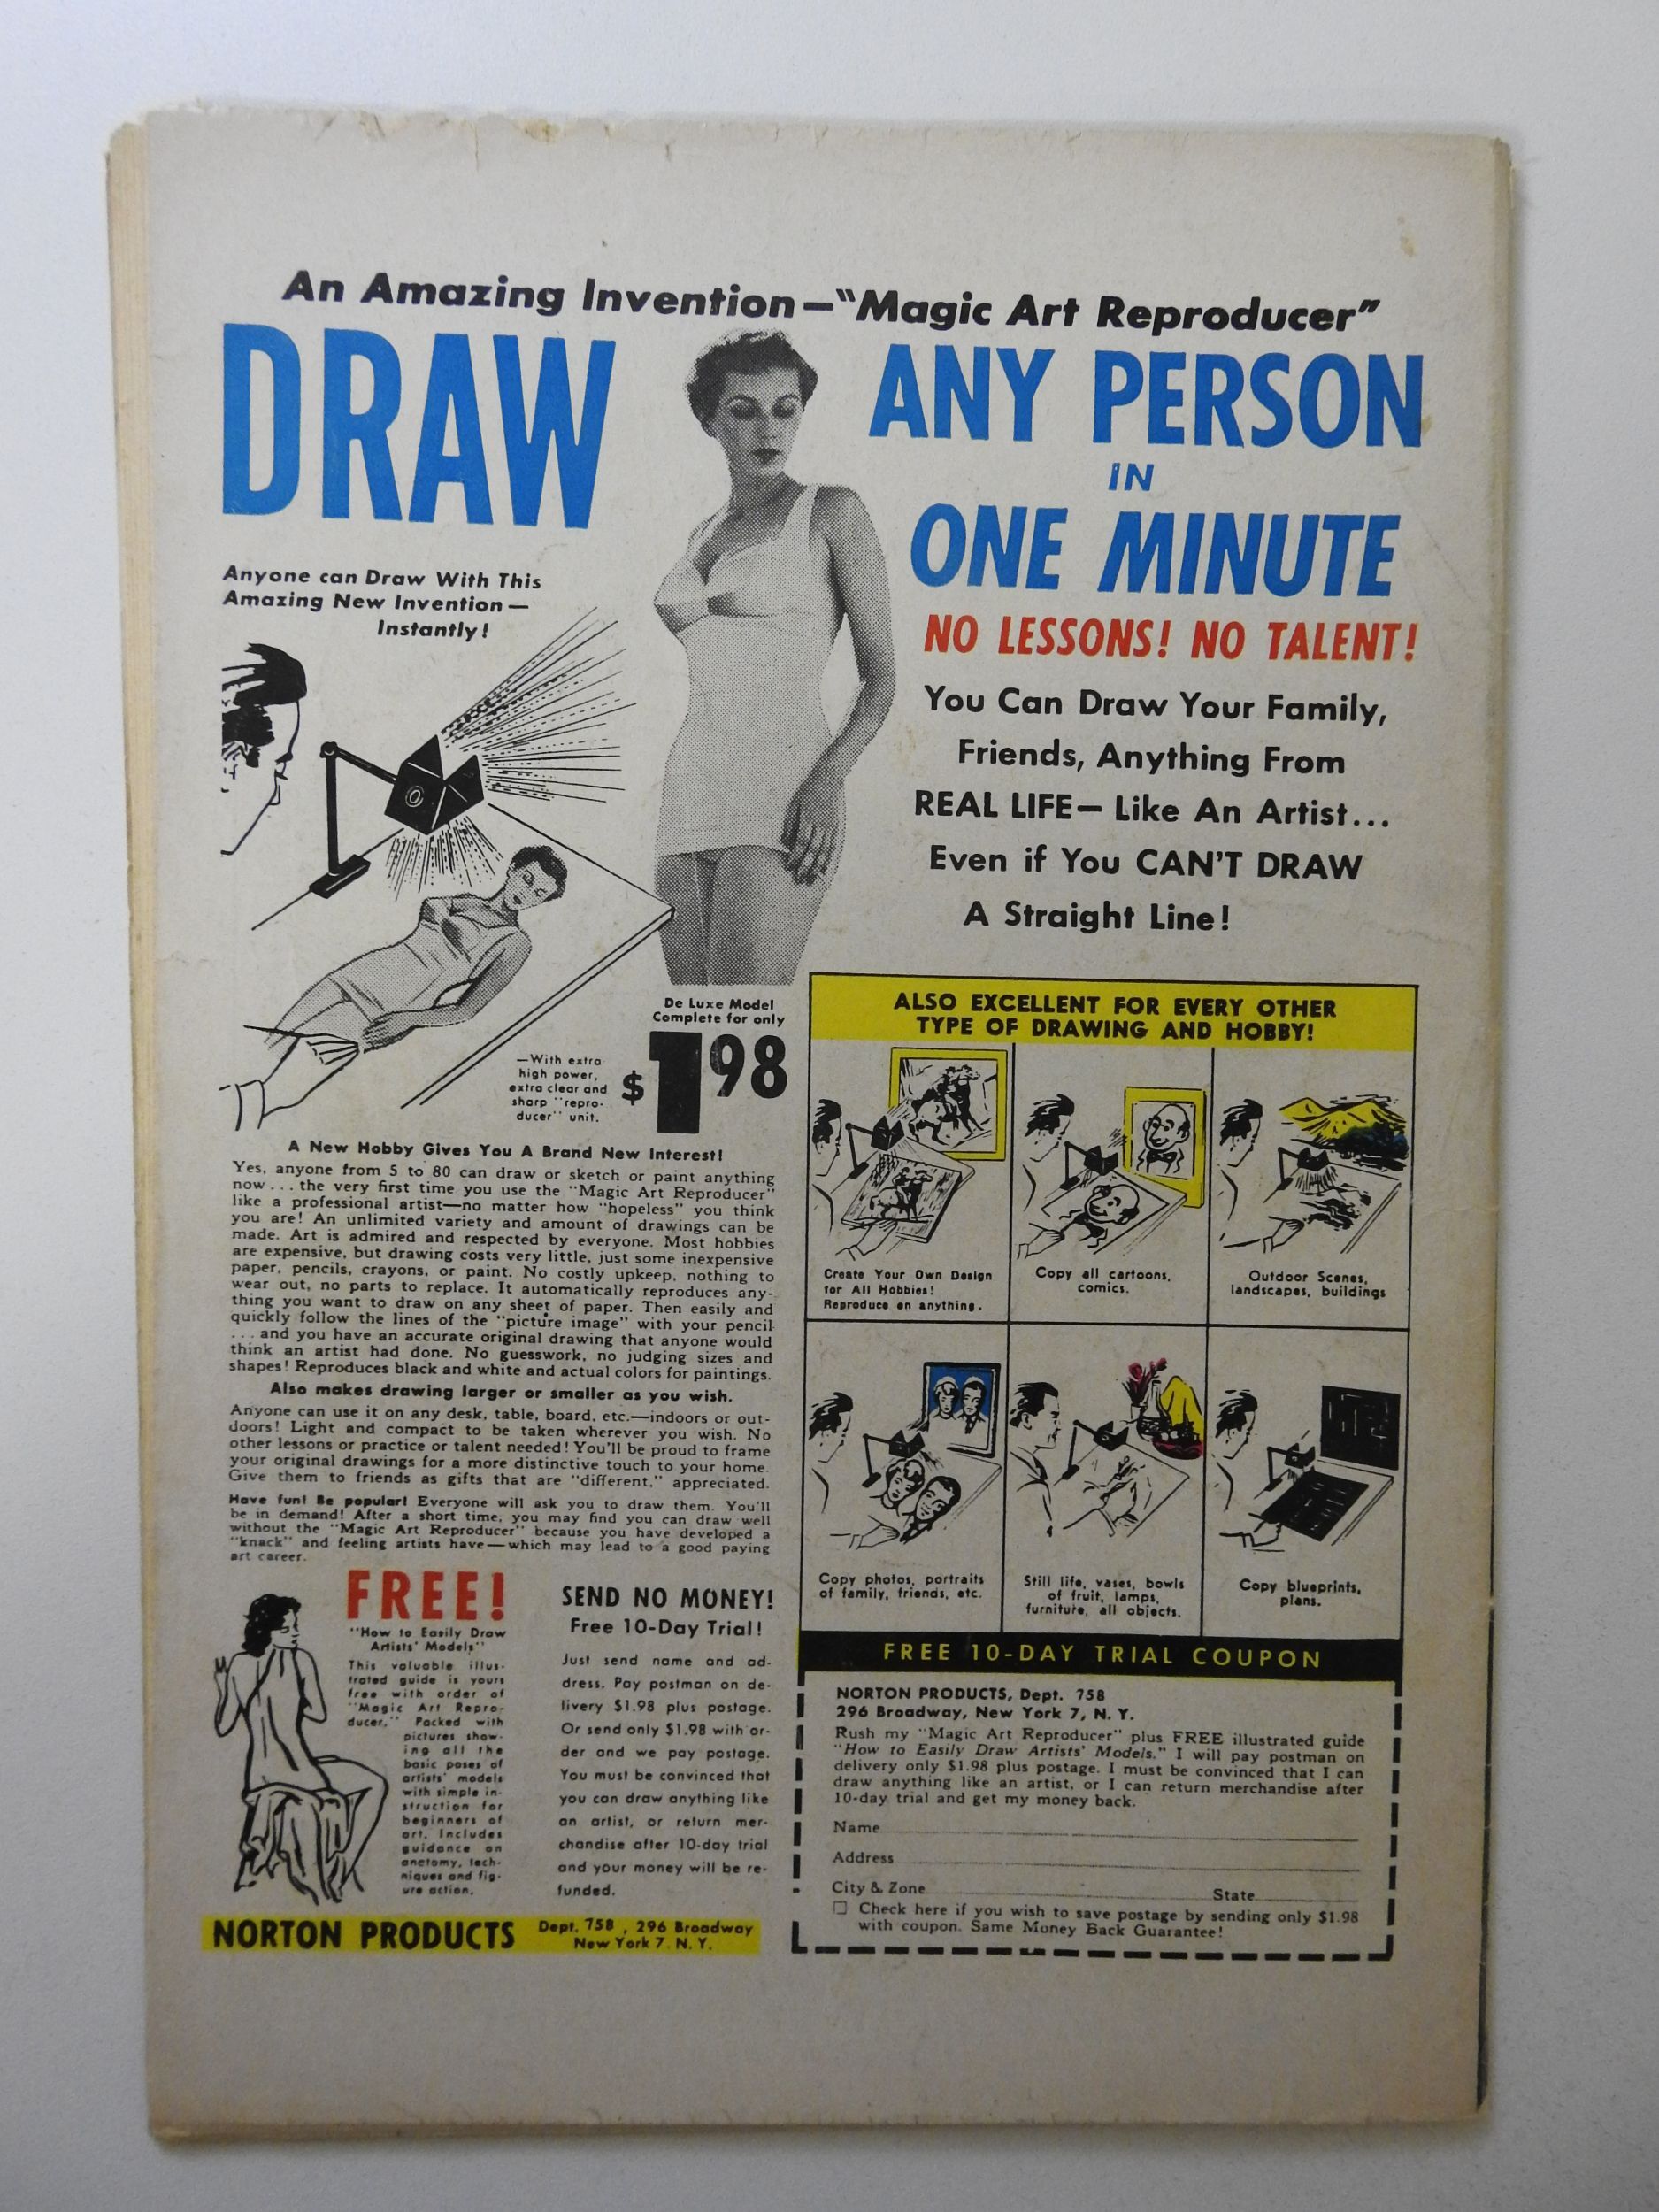 An Amazing Invention—"Magic Art Reproducer"
DRAW
ANY PERSON
IN
ONE MINUTE
NO LESSONS! NO TALENT!
Anyone can Draw With This
Amazing New Invention—
Instantly!
You Can Draw Your Family,
Friends, Anything From
REAL LIFE— Like An Artist...
Even if You CAN'T DRAW
A Straight Line!
De Luxe Model
Complete for only
$1 98
—With extra
high power,
extra clear and
sharp "repro-
ducer" unit.
A New Hobby Gives You A Brand New Interest!
Yes, anyone from 5 to 80 can draw or sketch or paint anything
now . . . the very first time you use the "Magic Art Reproducer"
like a professional artist—no matter how "hopeless" you think
you are! An unlimited variety and amount of drawings can be
made. Art is admired and respected by everyone. Most hobbies
are expensive, but drawing costs very little, just some inexpensive
paper, pencils, crayons, or paint. No costly upkeep, nothing to
wear out, no parts to replace. It automatically reproduces any-
thing you want to draw on any sheet of paper. Then easily and
quickly follow the lines of the "picture image" with your pencil
. . . and you have an accurate original drawing that anyone would
think an artist had done. No guesswork, no judging sizes and
shapes! Reproduces black and white and actual colors for paintings.
Also makes drawing larger or smaller as you wish.
Anyone can use it on any desk, table, board, etc.—indoors or out-
doors! Light and compact to be taken wherever you wish. No
other lessons or practice or talent needed! You'll be proud to frame
your original drawings for a more distinctive touch to your home.
Give them to friends as gifts that are "different," appreciated.
Have fun! Be popular! Everyone will ask you to draw them. You'll
be in demand! After a short time, you may find you can draw well
without the "Magic Art Reproducer" because you have developed a
"knack" and feeling artists have—which may lead to a good paying
art career.
FREE!
"How to Easily Draw
Artists' Models"
This valuable illus-
trated guide is yours
free with order of
"Magic Art Repro-
ducer." Packed with
pictures show-
ing all the
basic poses of
artists' models
with simple in-
struction for
beginners of
art. Includes
guidance on
anatomy, tech-
niques and fig-
ure action.
SEND NO MONEY!
Free 10-Day Trial!
Just send name and ad-
dress. Pay postman on de-
livery $1.98 plus postage.
Or send only $1.98 with or-
der and we pay postage.
You must be convinced that
you can draw anything like
an artist, or return mer-
chandise after 10-day trial
and your money will be re-
funded.
NORTON PRODUCTS
Dept. 758 , 296 Broadway
New York 7, N. Y.
ALSO EXCELLENT FOR EVERY OTHER
TYPE OF DRAWING AND HOBBY!
Create Your Own Design
for All Hobbies!
Reproduce on anything.
Copy all cartoons,
comics.
Outdoor Scenes,
landscapes, buildings
Copy photos, portraits
of family, friends, etc.
Still life, vases, bowls
of fruit, lamps,
furniture, all objects.
Copy blueprints,
plans.
FREE 10-DAY TRIAL COUPON
NORTON PRODUCTS, Dept. 758
296 Broadway, New York 7, N. Y.
Rush my "Magic Art Reproducer" plus FREE illustrated guide
"How to Easily Draw Artists' Models." I will pay postman on
delivery only $1.98 plus postage. I must be convinced that I can
draw anything like an artist, or I can return merchandise after
10-day trial and get my money back.
Name
Address
City & Zone State
☐ Check here if you wish to save postage by sending only $1.98
with coupon. Same Money Back Guarantee!